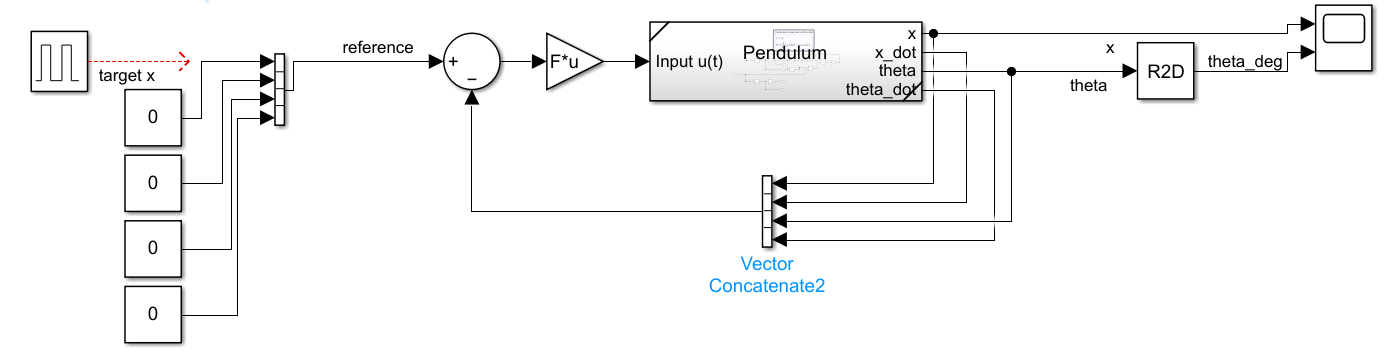 target x
0
0
0
0
reference
+
−
F*u
Input u(t)
Pendulum
x
x_dot
theta
theta_dot
x
theta
R2D
theta_deg
Vector
Concatenate2